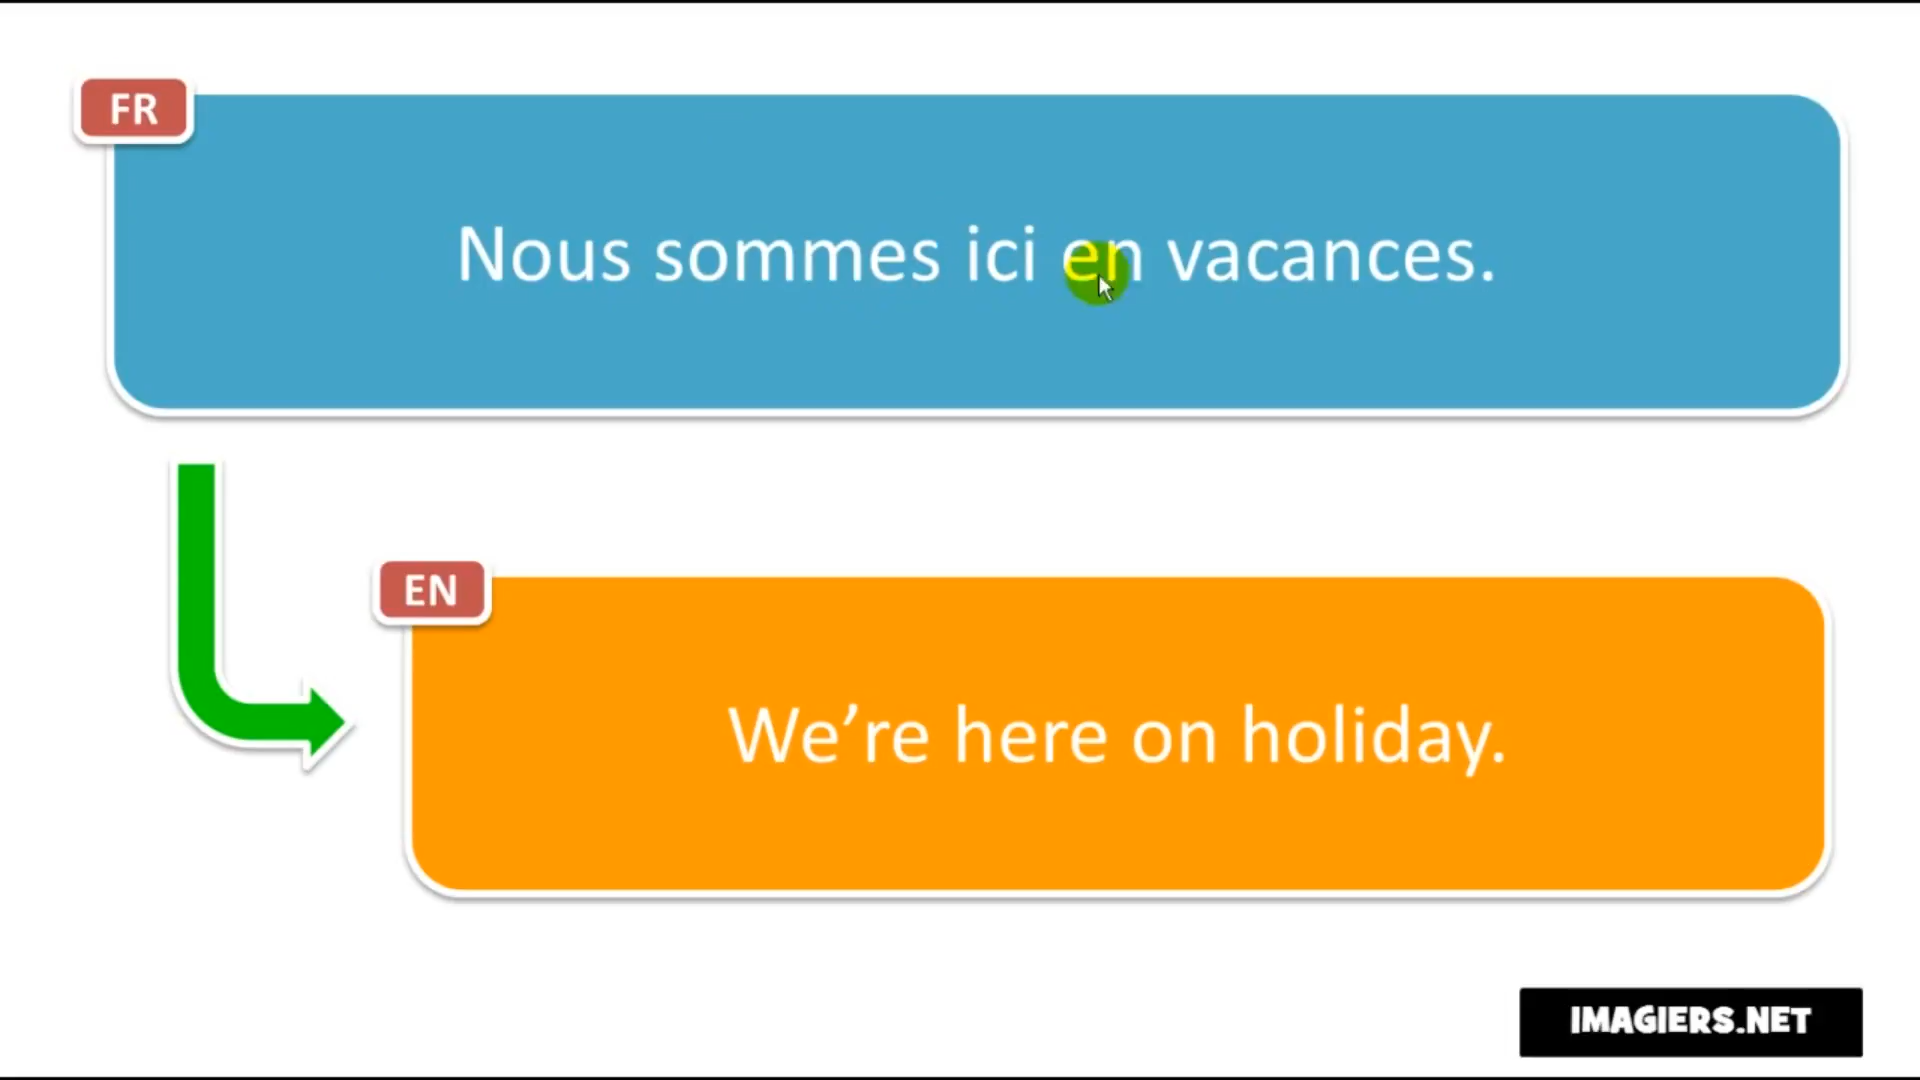 FR
Nous sommes ici en vacances.
EN
We’re here on holiday.
IMAGIERS.NET